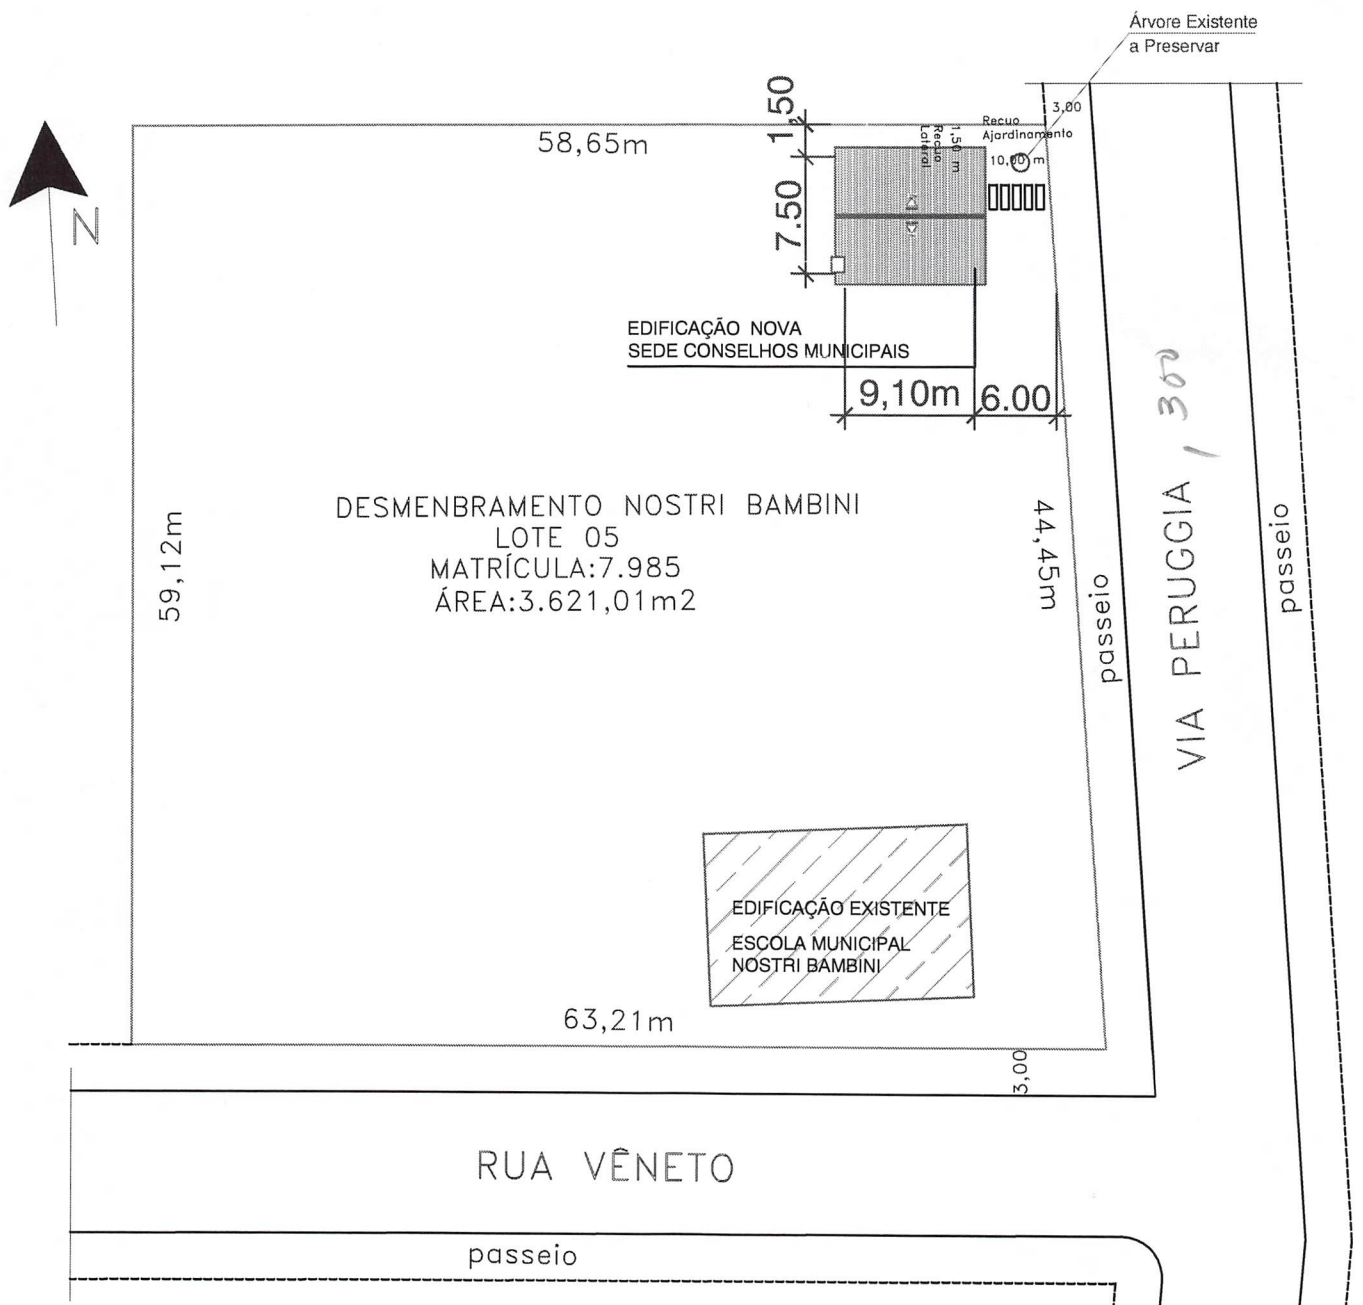 Árvore Existente
a Preservar
3,00
Recuo
Ajardinamento
10,00 m
1,50 m
Recuo
Lateral
1,50
58,65m
7.50
N
EDIFICAÇÃO NOVA
SEDE CONSELHOS MUNICIPAIS
9,10m
6.00
DESMENBRAMENTO NOSTRI BAMBINI
LOTE 05
MATRÍCULA:7.985
ÁREA:3.621,01m2
59,12m
44,45m
passeio
VIA PERUGGIA , 300
passeio
EDIFICAÇÃO EXISTENTE
ESCOLA MUNICIPAL
NOSTRI BAMBINI
63,21m
3,00
RUA VÊNETO
passeio